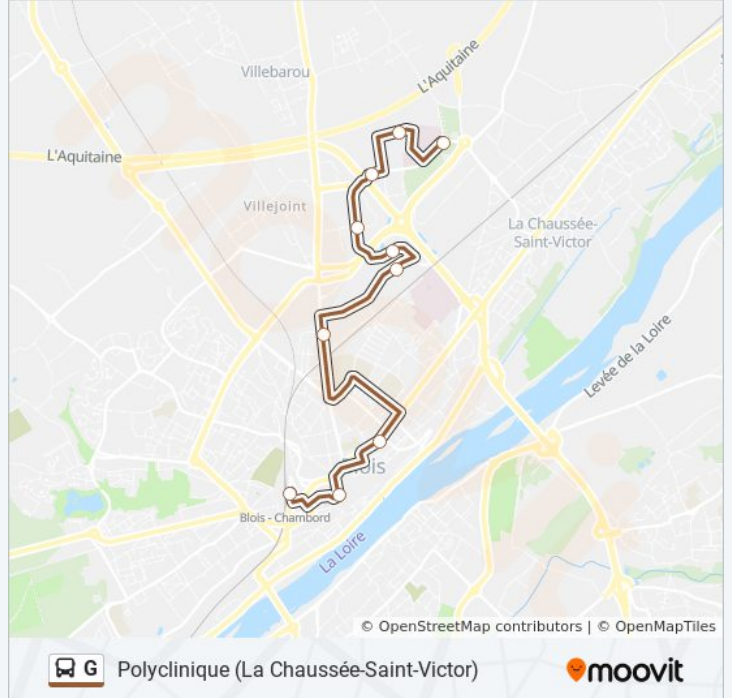 Villebarou
L'Aquitaine
L'Aquitaine
Villejoint
La Chaussée-
Saint-Victor
Levée de la Loire
Blois - Chambord
La Loire
© OpenStreetMap contributors | © OpenMapTiles
G Polyclinique (La Chaussée-Saint-Victor) moovit